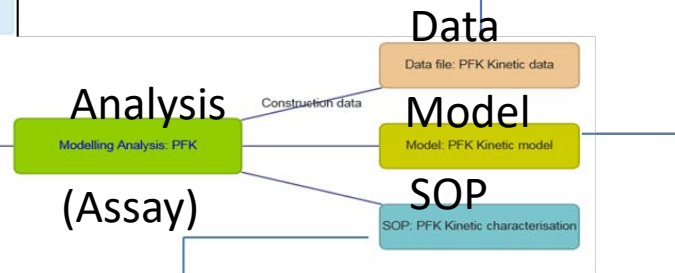 Data
Data file: PFK Kinetic data
Analysis
Construction data
Model
Modelling Analysis: PFK
Model: PFK Kinetic model
(Assay)
SOP
SOP: PFK Kinetic characterisation